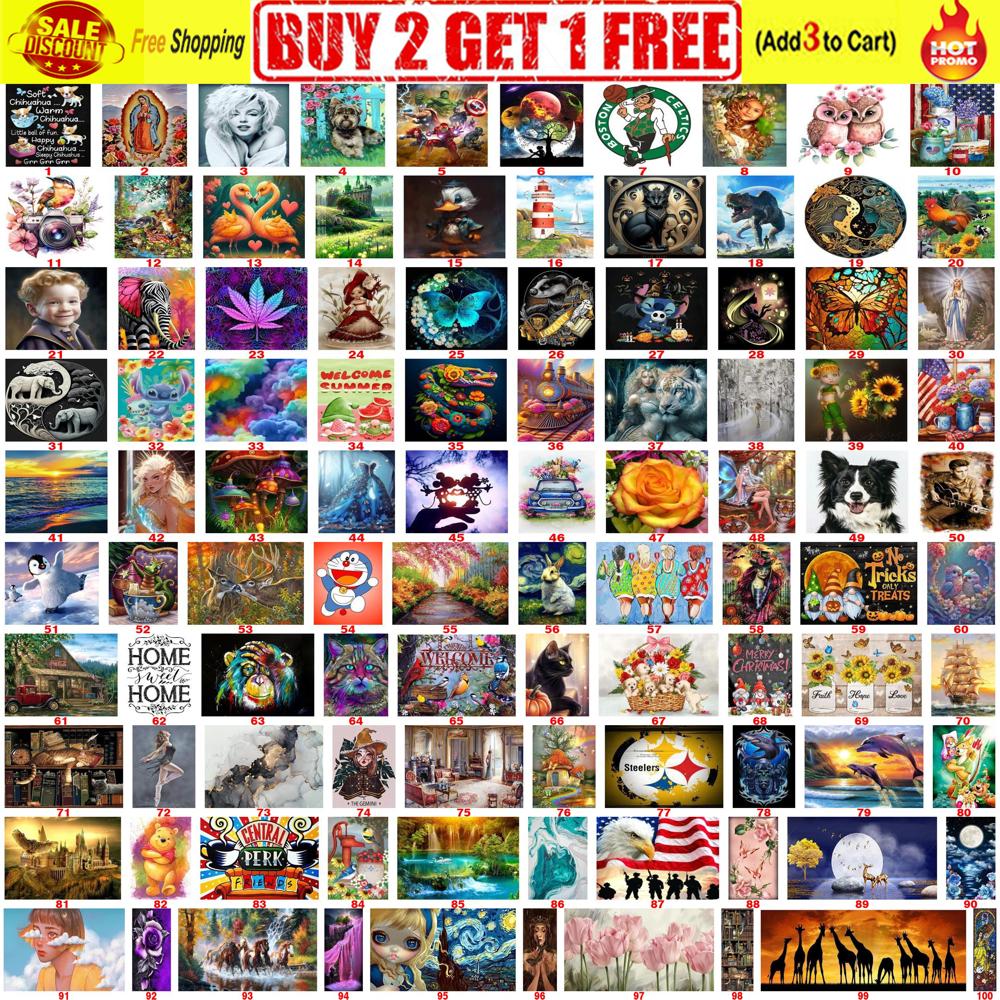 SALE
DISCOUNT
Free Shopping
BUY 2 GET 1 FREE
(Add 3 to Cart)
HOT
PROMO
Soft
Chihuahua ...
Warm
Chihuahua...
Little ball of fun.
Happy
Chihuahua ...
Sleepy Chihuahua ...
Grrr Grrr Grrr
BOSTON
CELTICS
1 2 3 4 5 6 7 8 9 10
11 12 13 14 15 16 17 18 19 20
21 22 23 24 25 26 27 28 29 30
WELCOME
SUMMER
31 32 33 34 35 36 37 38 39 40
41 42 43 44 45 46 47 48 49 50
No
Tricks
ONLY
TREATS
51 52 53 54 55 56 57 58 59 60
HOME
sweet
HOME
WELCOME
MERRY
CHRISTMAS!
Faith Hope Love
61 62 63 64 65 66 67 68 69 70
THE GEMINI
Steelers
71 72 73 74 75 76 77 78 79 80
CENTRAL
PERK
FRIENDS
81 82 83 84 85 86 87 88 89 90
91 92 93 94 95 96 97 98 99 100